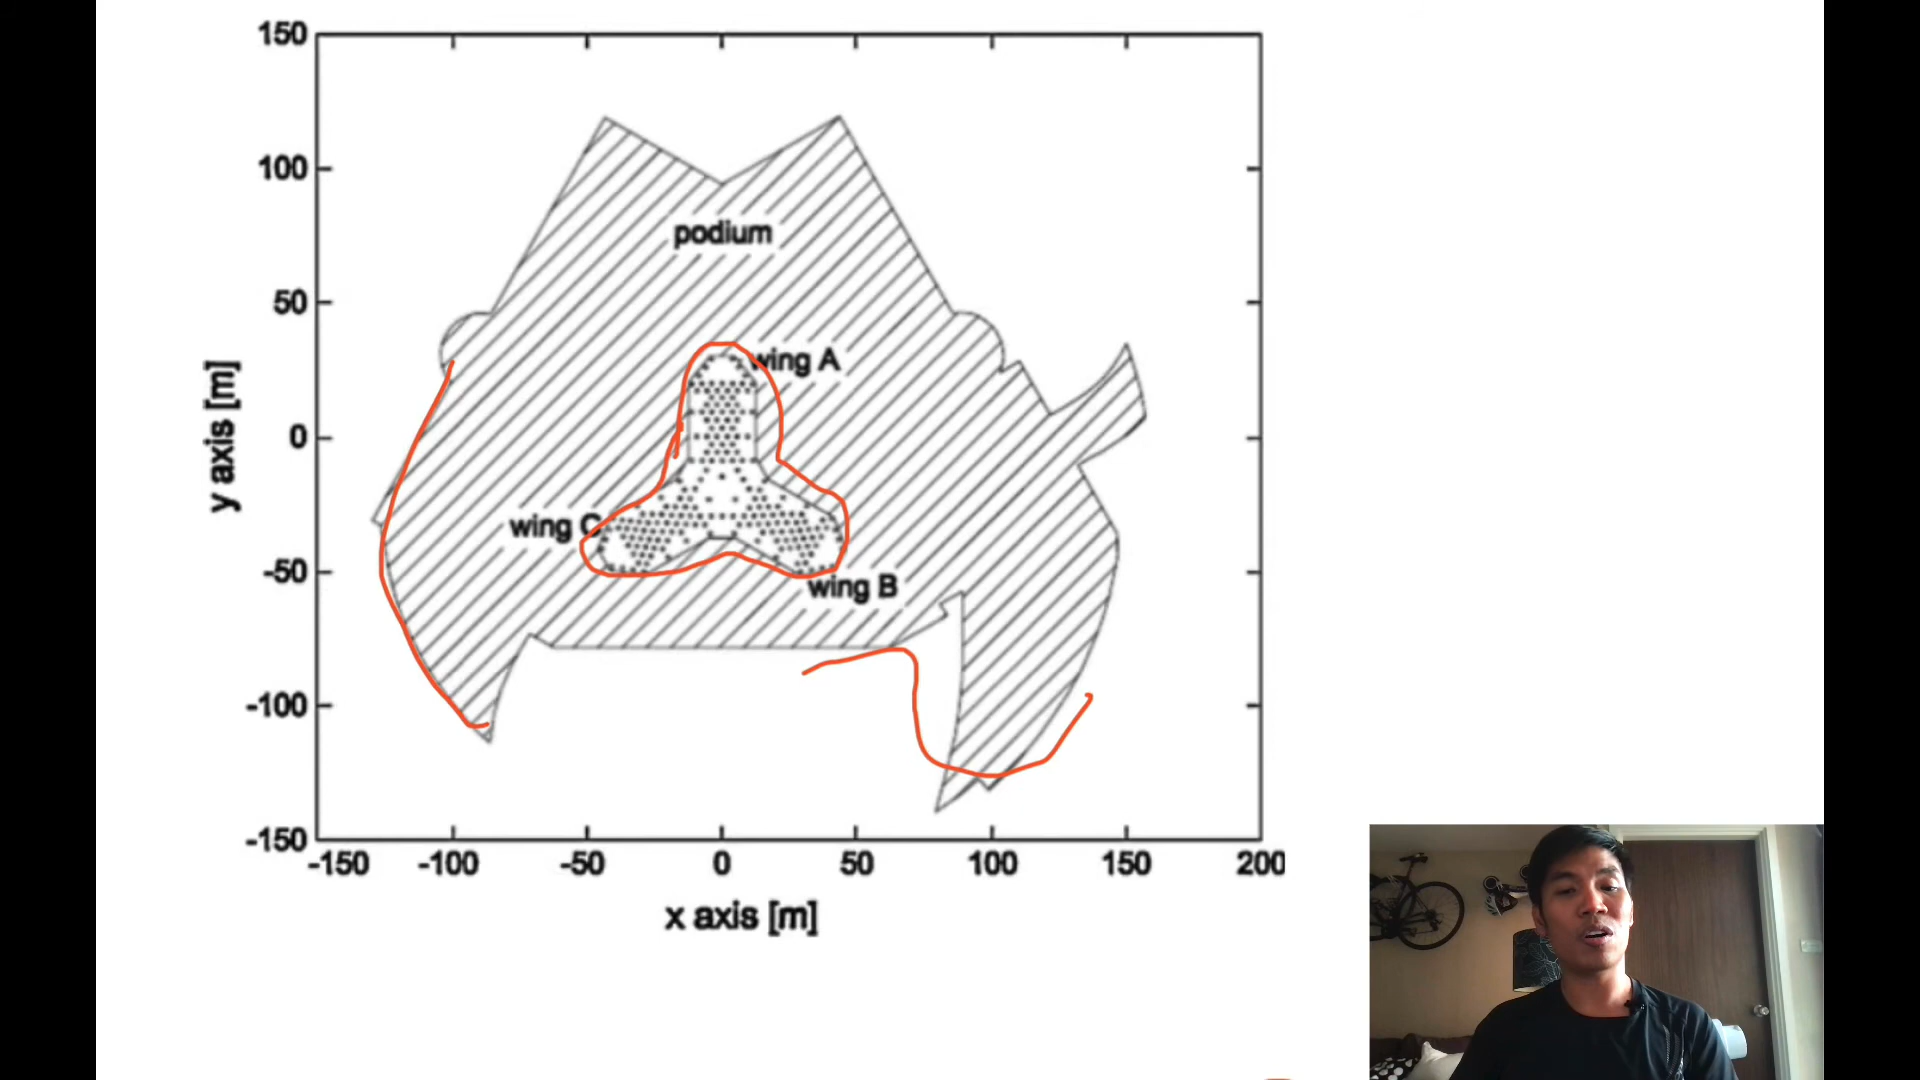 150
100
podium
50
wing A
0
y axis [m]
wing C
-50
wing B
-100
-150
-150 -100 -50 0 50 100 150 200
x axis [m]